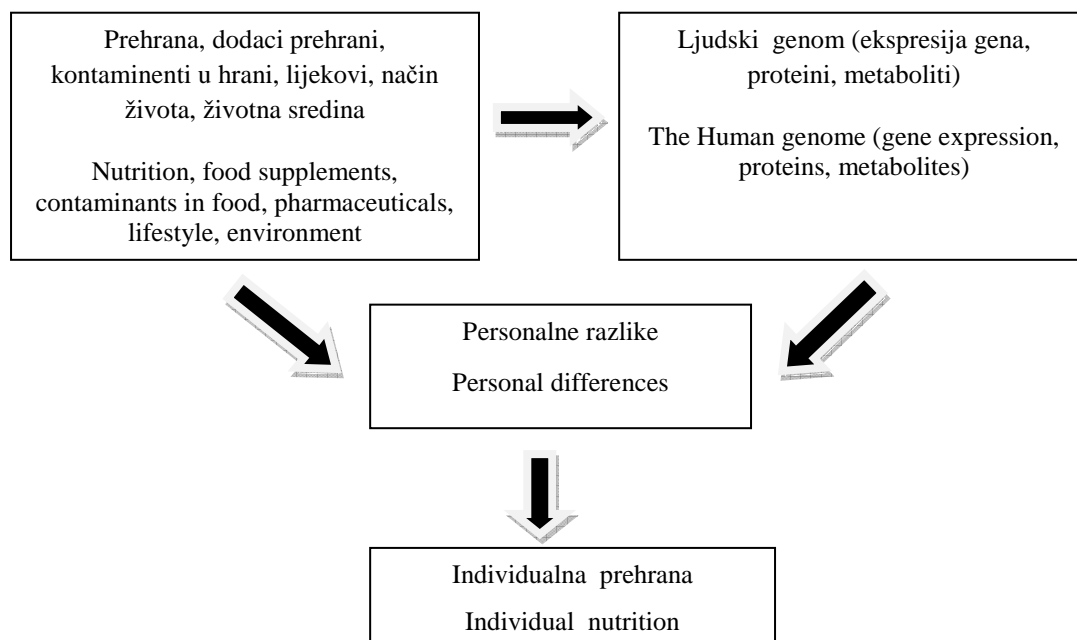 Prehrana, dodaci prehrani,
kontaminenti u hrani, lijekovi, način
života, životna sredina
Nutrition, food supplements,
contaminants in food, pharmaceuticals,
lifestyle, environment
Ljudski genom (ekspresija gena,
proteini, metaboliti)
The Human genome (gene expression,
proteins, metabolites)
Personalne razlike
Personal differences
Individualna prehrana
Individual nutrition